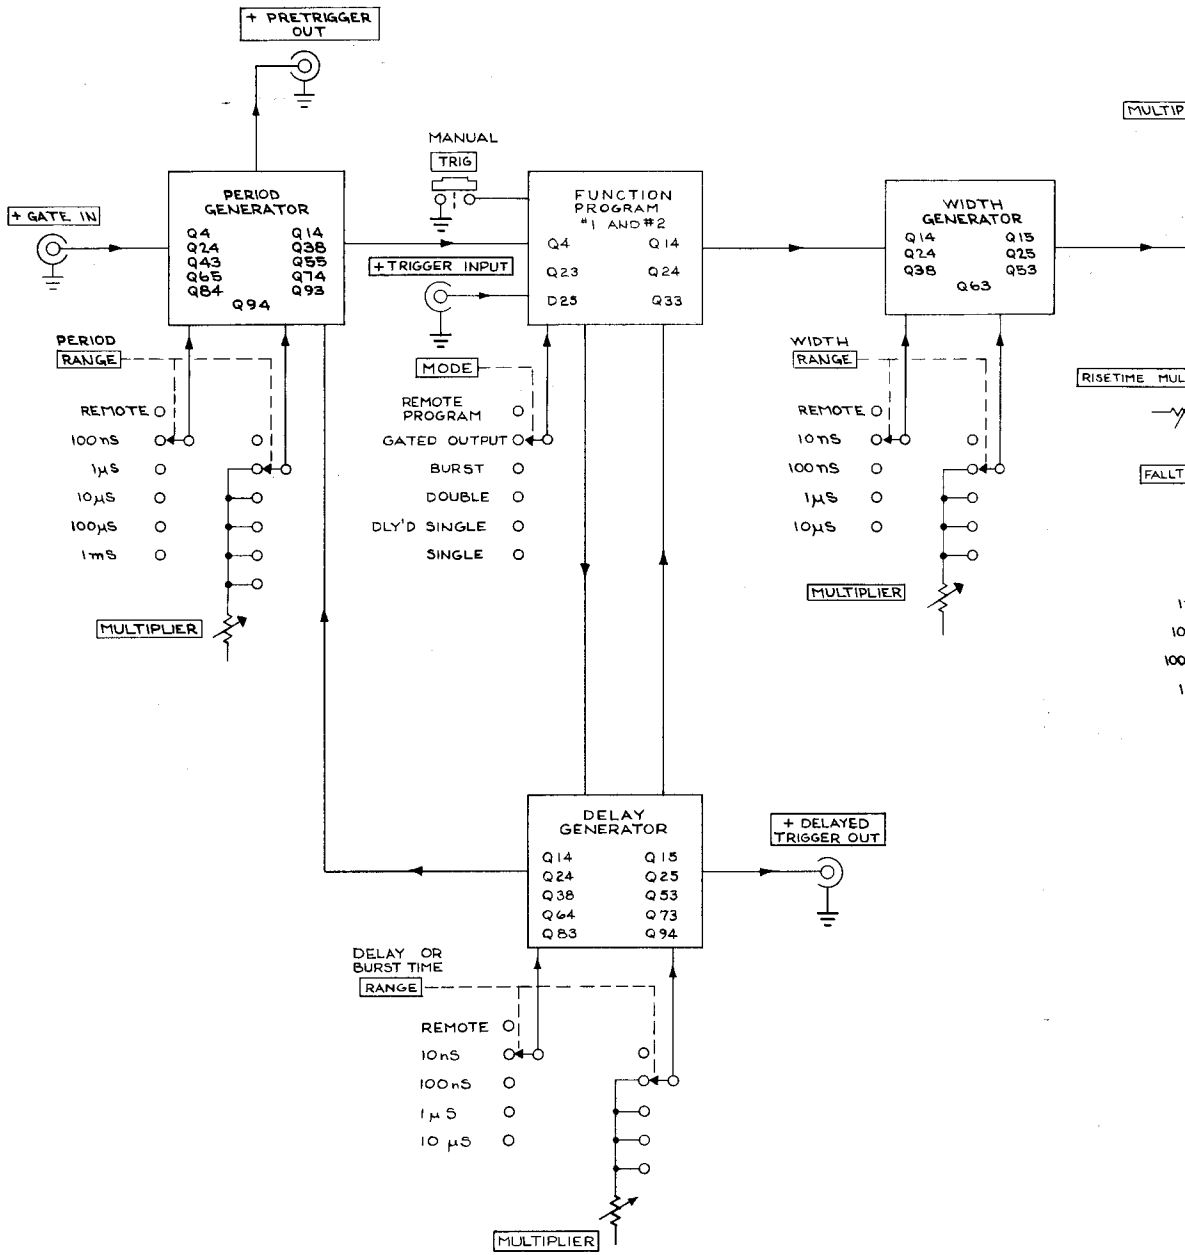 + PRETRIGGER
OUT
MULTIP
MANUAL
TRIG
+ GATE IN
PERIOD
GENERATOR
Q4 Q14
Q24 Q38
Q43 Q55
Q65 Q74
Q84 Q93
Q94
+ TRIGGER INPUT
FUNCTION
PROGRAM
#1 AND #2
Q4 Q14
Q23 Q24
D25 Q33
WIDTH
GENERATOR
Q14 Q15
Q24 Q25
Q38 Q53
Q63
PERIOD
RANGE
REMOTE
100nS
1μS
10μS
100μS
1mS
MULTIPLIER
MODE
REMOTE
PROGRAM
GATED OUTPUT
BURST
DOUBLE
DLY'D SINGLE
SINGLE
WIDTH
RANGE
REMOTE
10nS
100nS
1μS
10μS
MULTIPLIER
RISETIME MUL
FALLT
1
10
100
1
DELAY
GENERATOR
Q14 Q15
Q24 Q25
Q38 Q53
Q64 Q73
Q83 Q94
+ DELAYED
TRIGGER OUT
DELAY OR
BURST TIME
RANGE
REMOTE
10nS
100nS
1μS
10μS
MULTIPLIER